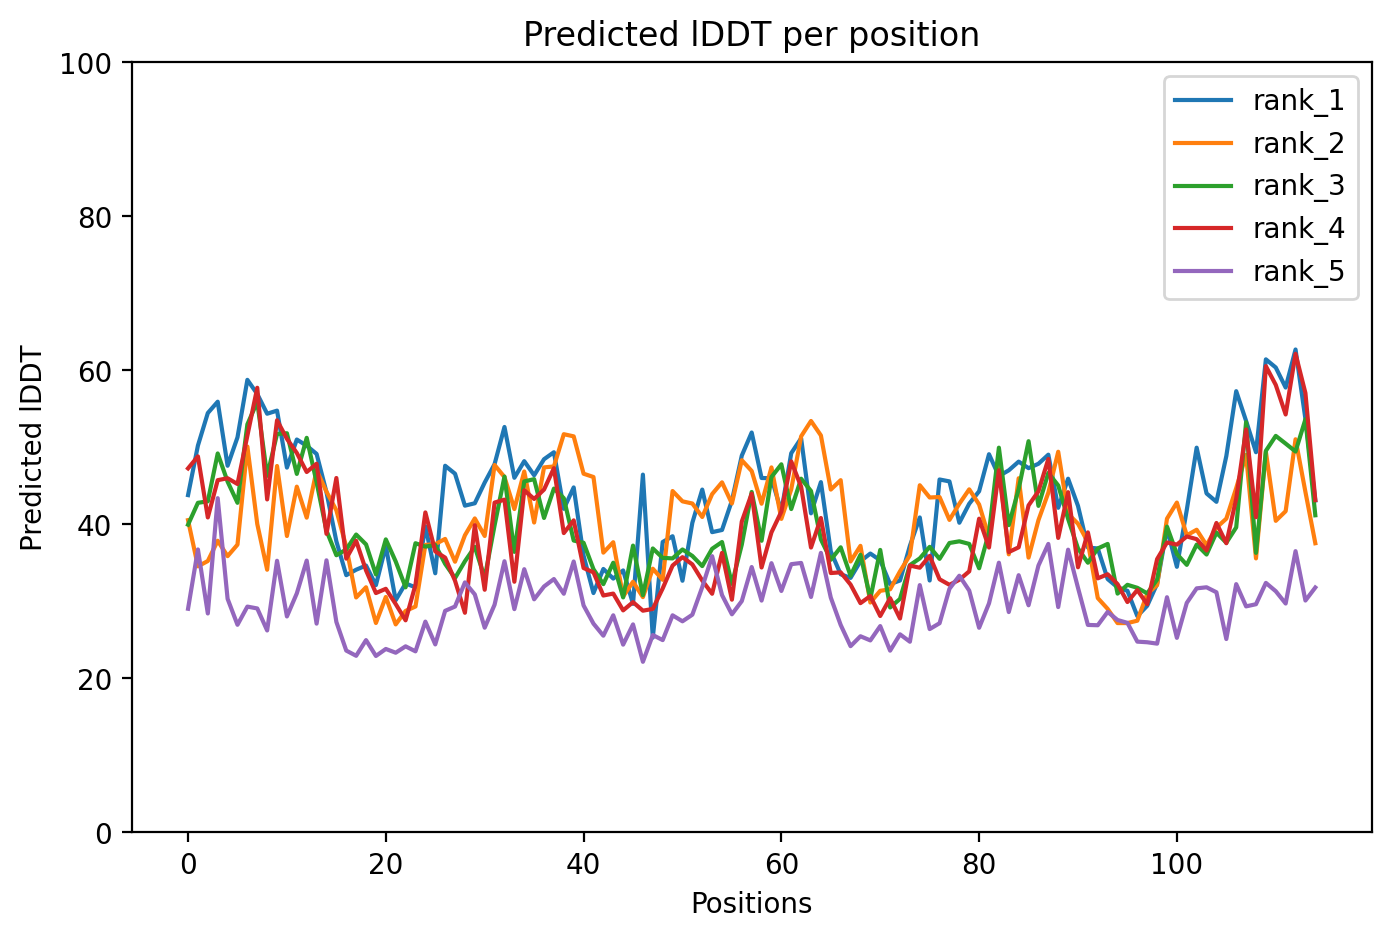 Predicted lDDT per position
100
80
60
40
20
0
Predicted lDDT
0 20 40 60 80 100
Positions
rank_1
rank_2
rank_3
rank_4
rank_5